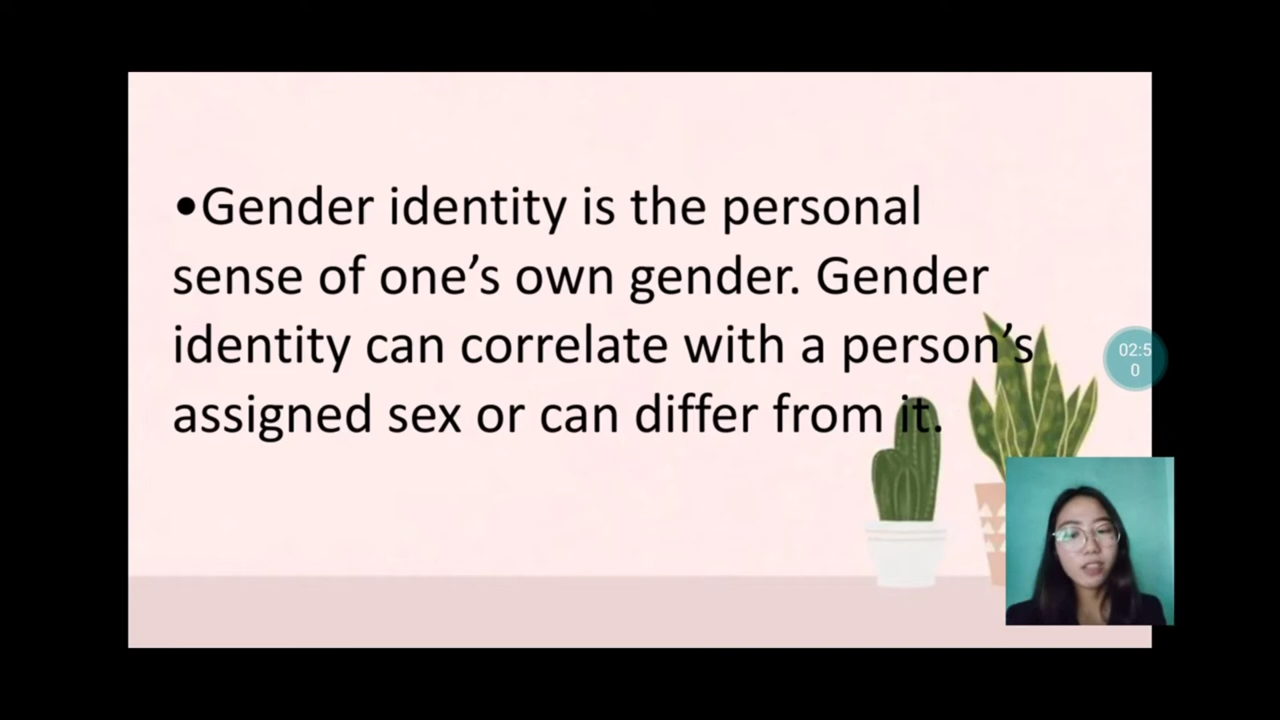 •Gender identity is the personal
sense of one’s own gender. Gender
identity can correlate with a person’s
assigned sex or can differ from it.
02:5
0